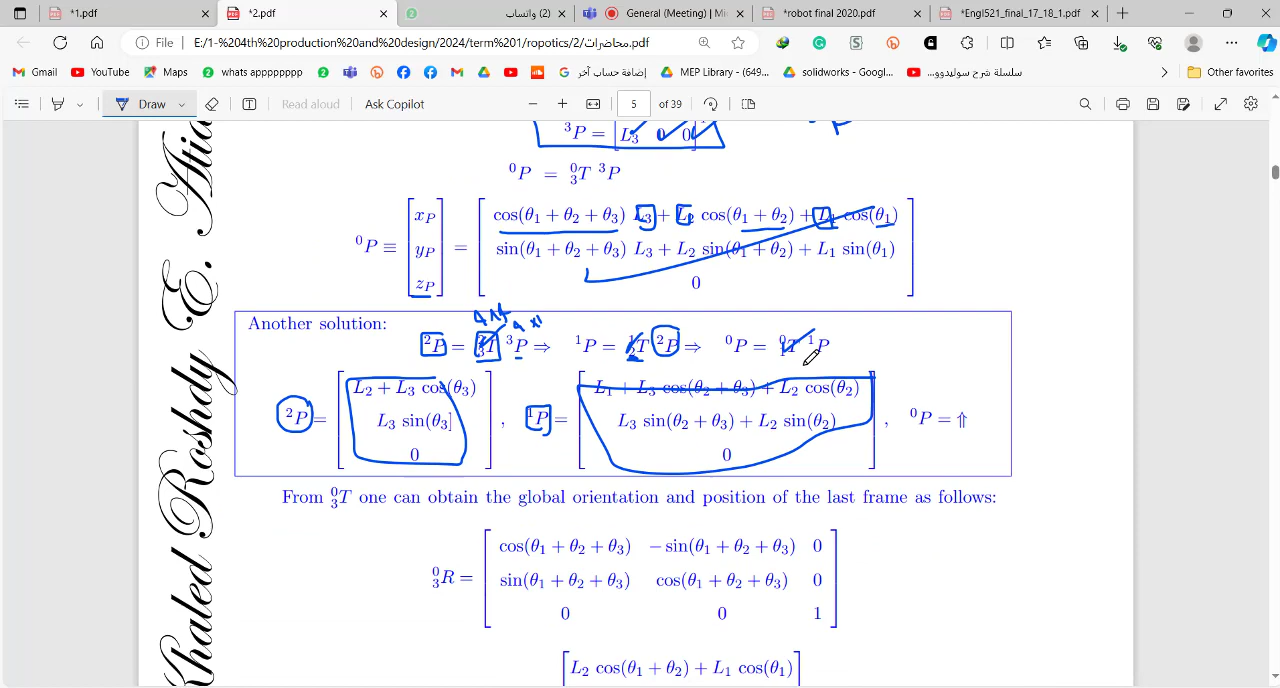 *1.pdf
*2.pdf
2
(2) واتساب
General (Meeting) | Mi
*robot final 2020.pdf
*Engl521_final_17_18_1.pdf
File
E:/1-%204th%20production%20and%20design/2024/term%201/ropotics/2/محاضرات.pdf
Gmail
YouTube
Maps
2 whats apppppppp
2
MEP Library - (649...
solidworks - Googl...
إضافة حساب آخر
سلسلة شرح سوليدوو...
Other favorites
Draw
Read aloud
Ask Copilot
5 of 39
Khaled Roshdy E.
³P = [L₃ 0 0]
⁰P = ⁰₃T ³P
⁰P ≡ [x_P y_P z_P] =
cos(θ₁ + θ₂ + θ₃) L₃ + L₂ cos(θ₁ + θ₂) + L₁ cos(θ₁)
sin(θ₁ + θ₂ + θ₃) L₃ + L₂ sin(θ₁ + θ₂) + L₁ sin(θ₁)
0
Another solution:
²P = ²₃T ³P ⇒ ¹P = ¹₂T ²P ⇒ ⁰P = ⁰₁T ¹P
²P = [L₂ + L₃ cos(θ₃)
L₃ sin(θ₃]
0] ,
¹P = [L₁ + L₃ cos(θ₂ + θ₃) + L₂ cos(θ₂)
L₃ sin(θ₂ + θ₃) + L₂ sin(θ₂)
0] ,
⁰P = ⇑
From ⁰₃T one can obtain the global orientation and position of the last frame as follows:
⁰₃R =
cos(θ₁ + θ₂ + θ₃) − sin(θ₁ + θ₂ + θ₃) 0
sin(θ₁ + θ₂ + θ₃) cos(θ₁ + θ₂ + θ₃) 0
0 0 1
L₂ cos(θ₁ + θ₂) + L₁ cos(θ₁)